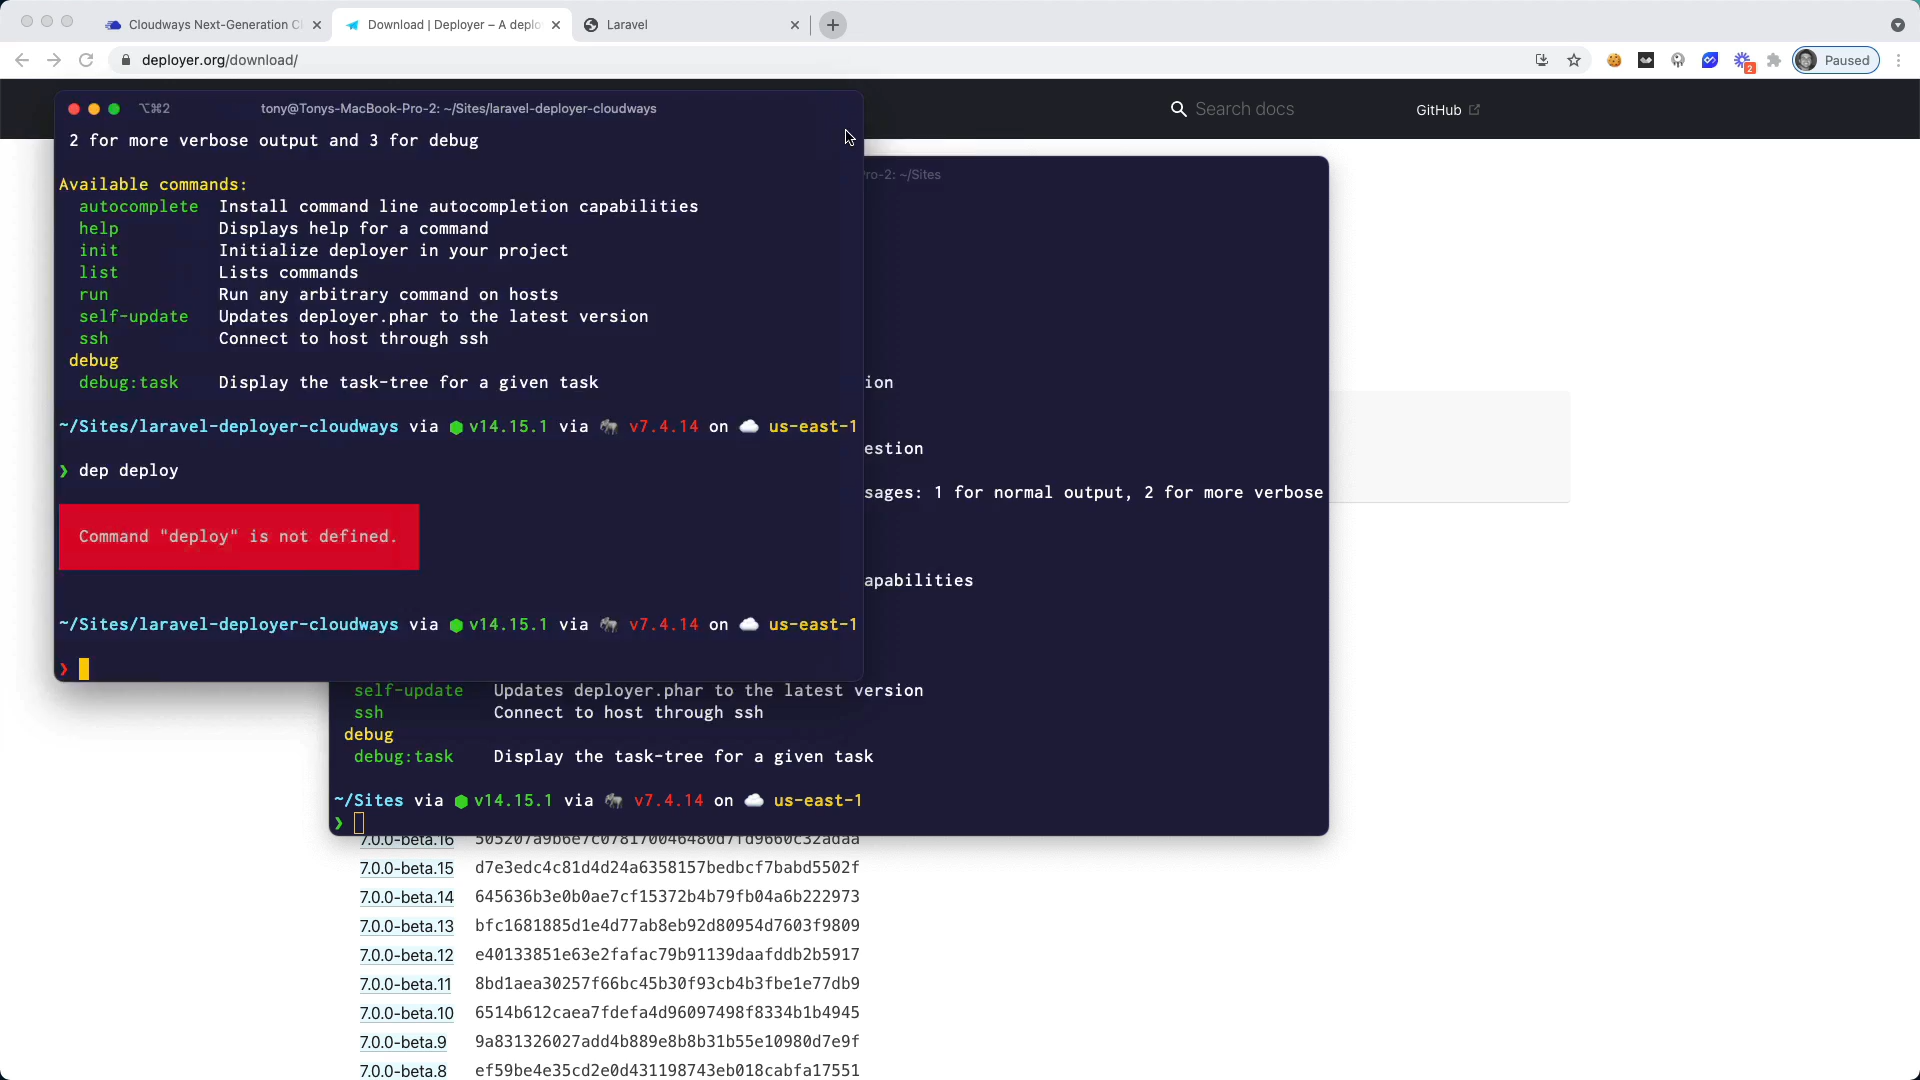 Cloudways Next-Generation C
Download | Deployer – A deplo
Laravel
deployer.org/download/
2
Paused
⌥⌘2
tony@Tonys-MacBook-Pro-2: ~/Sites/laravel-deployer-cloudways
Search docs
GitHub
2 for more verbose output and 3 for debug
Pro-2: ~/Sites
Available commands:
autocomplete Install command line autocompletion capabilities
help Displays help for a command
init Initialize deployer in your project
list Lists commands
run Run any arbitrary command on hosts
self-update Updates deployer.phar to the latest version
ssh Connect to host through ssh
debug
debug:task Display the task-tree for a given task
~/Sites/laravel-deployer-cloudways via v14.15.1 via v7.4.14 on us-east-1
❯ dep deploy
Command "deploy" is not defined.
~/Sites/laravel-deployer-cloudways via v14.15.1 via v7.4.14 on us-east-1
❯
ion
estion
sages: 1 for normal output, 2 for more verbose
apabilities
self-update Updates deployer.phar to the latest version
ssh Connect to host through ssh
debug
debug:task Display the task-tree for a given task
~/Sites via v14.15.1 via v7.4.14 on us-east-1
❯
7.0.0-beta.16 505207a9b6e7c078170046480d7fd9660c32adaa
7.0.0-beta.15 d7e3edc4c81d4d24a6358157bedbcf7babd5502f
7.0.0-beta.14 645636b3e0b0ae7cf15372b4b79fb04a6b222973
7.0.0-beta.13 bfc1681885d1e4d77ab8eb92d80954d7603f9809
7.0.0-beta.12 e40133851e63e2fafac79b91139daafddb2b5917
7.0.0-beta.11 8bd1aea30257f66bc45b30f93cb4b3fbe1e77db9
7.0.0-beta.10 6514b612caea7fdefa4d96097498f8334b1b4945
7.0.0-beta.9 9a831326027add4b889e8b8b31b55e10980d7e9f
7.0.0-beta.8 ef59be4e35cd2e0d431198743eb018cabfa17551